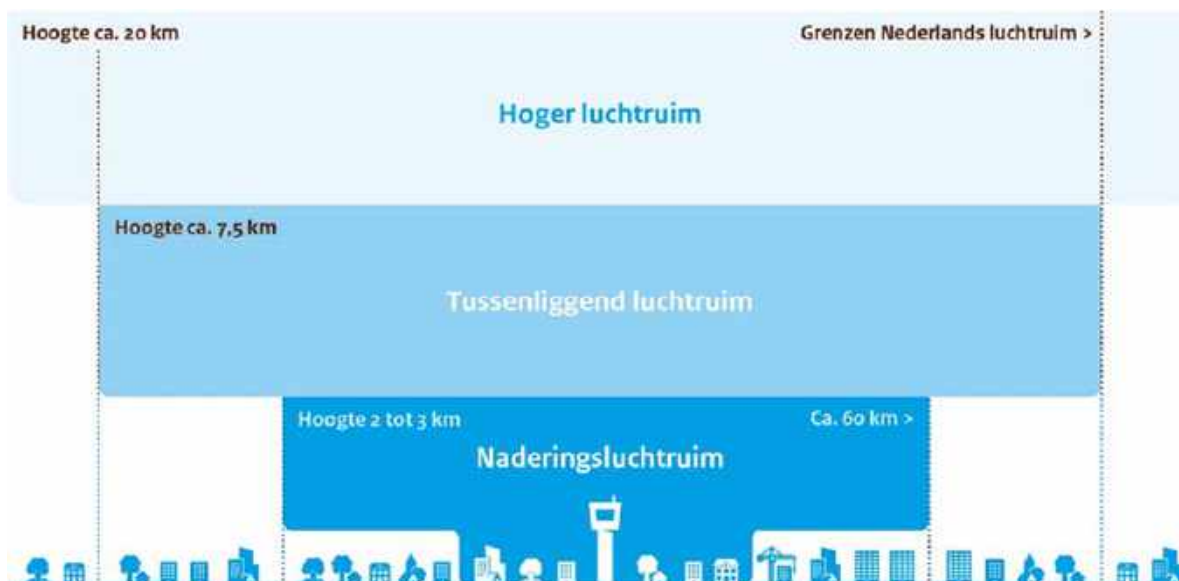 Hoogte ca. 20 km
Grenzen Nederlands luchtruim >
Hoger luchtruim
Hoogte ca. 7,5 km
Tussenliggend luchtruim
Hoogte 2 tot 3 km
Ca. 60 km >
Naderingsluchtruim